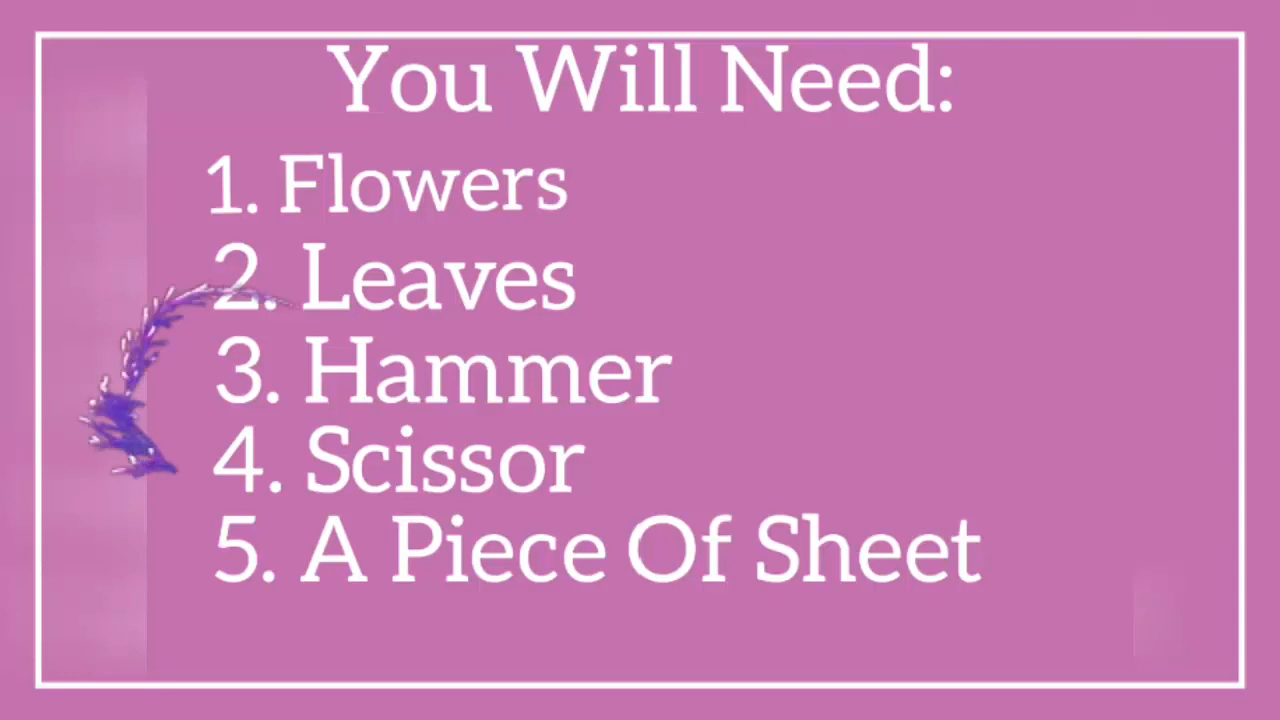 You Will Need:
1. Flowers
2. Leaves
3. Hammer
4. Scissor
5. A Piece Of Sheet